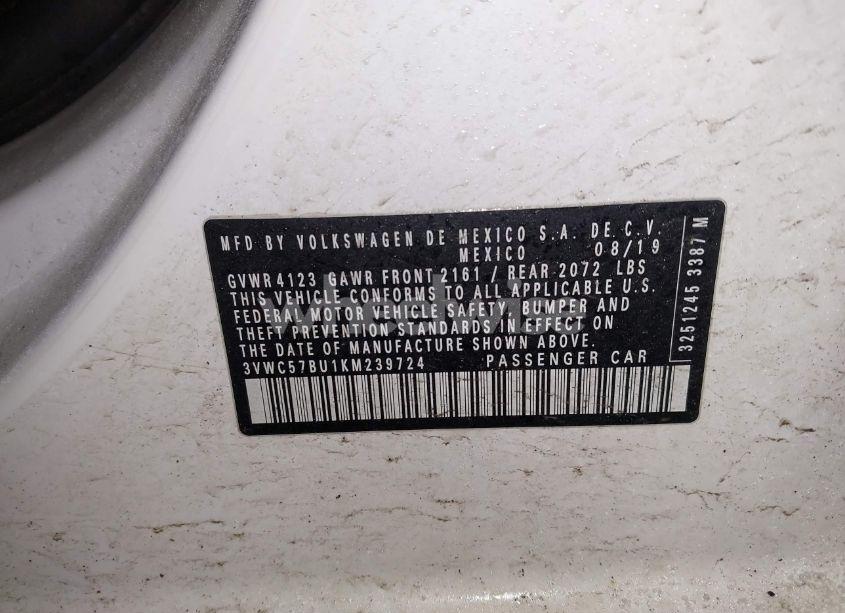 MFD BY VOLKSWAGEN DE MEXICO S.A. DE C.V.
MEXICO 08/19
GVWR 4123 GAWR FRONT 2161 / REAR 2072 LBS
THIS VEHICLE CONFORMS TO ALL APPLICABLE U.S.
FEDERAL MOTOR VEHICLE SAFETY, BUMPER AND
THEFT PREVENTION STANDARDS IN EFFECT ON
THE DATE OF MANUFACTURE SHOWN ABOVE.
3VWC57BU1KM239724 PASSENGER CAR
3251245 3387 M